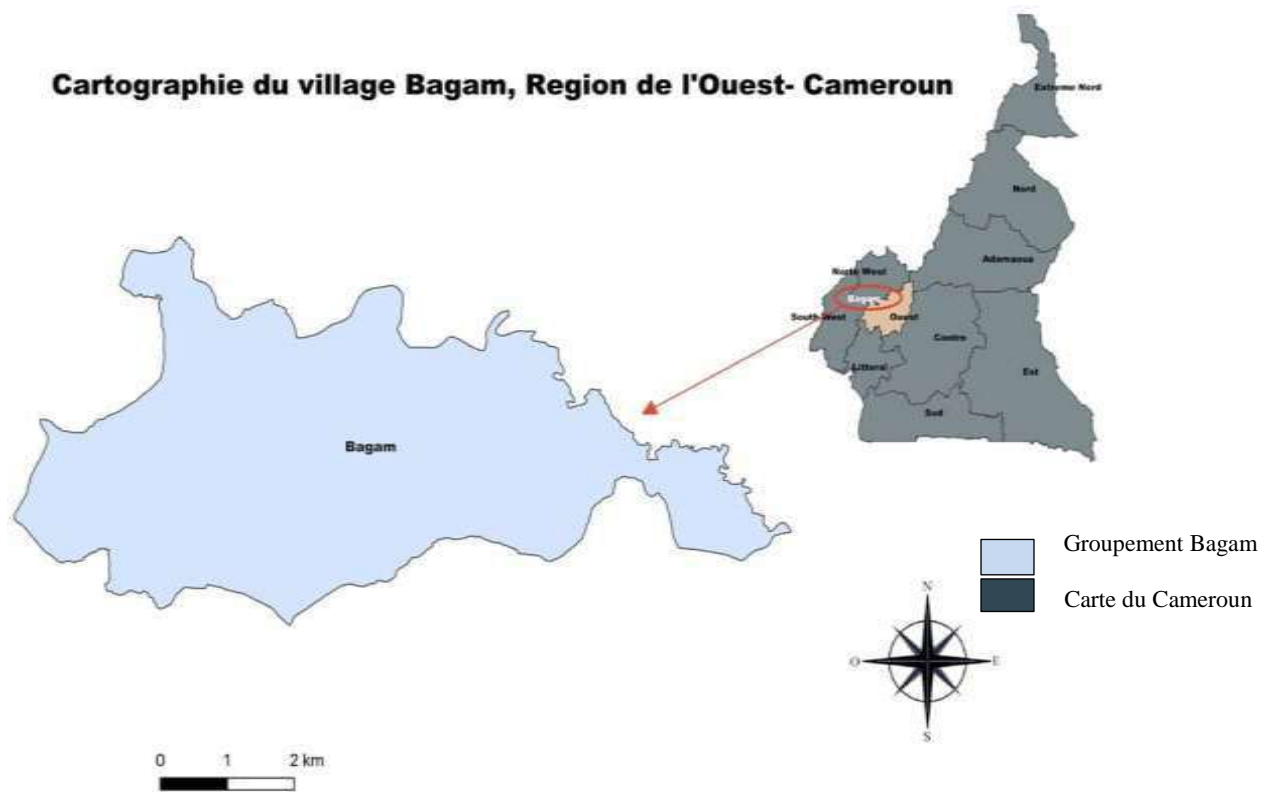 Cartographie du village Bagam, Region de l'Ouest- Cameroun
Extreme Nord
Nord
Adamaoua
North West
Bagam
South West
Ouest
Centre
Littoral
Est
Sud
Bagam
Groupement Bagam
Carte du Cameroun
N
O
E
S
0 1 2 km